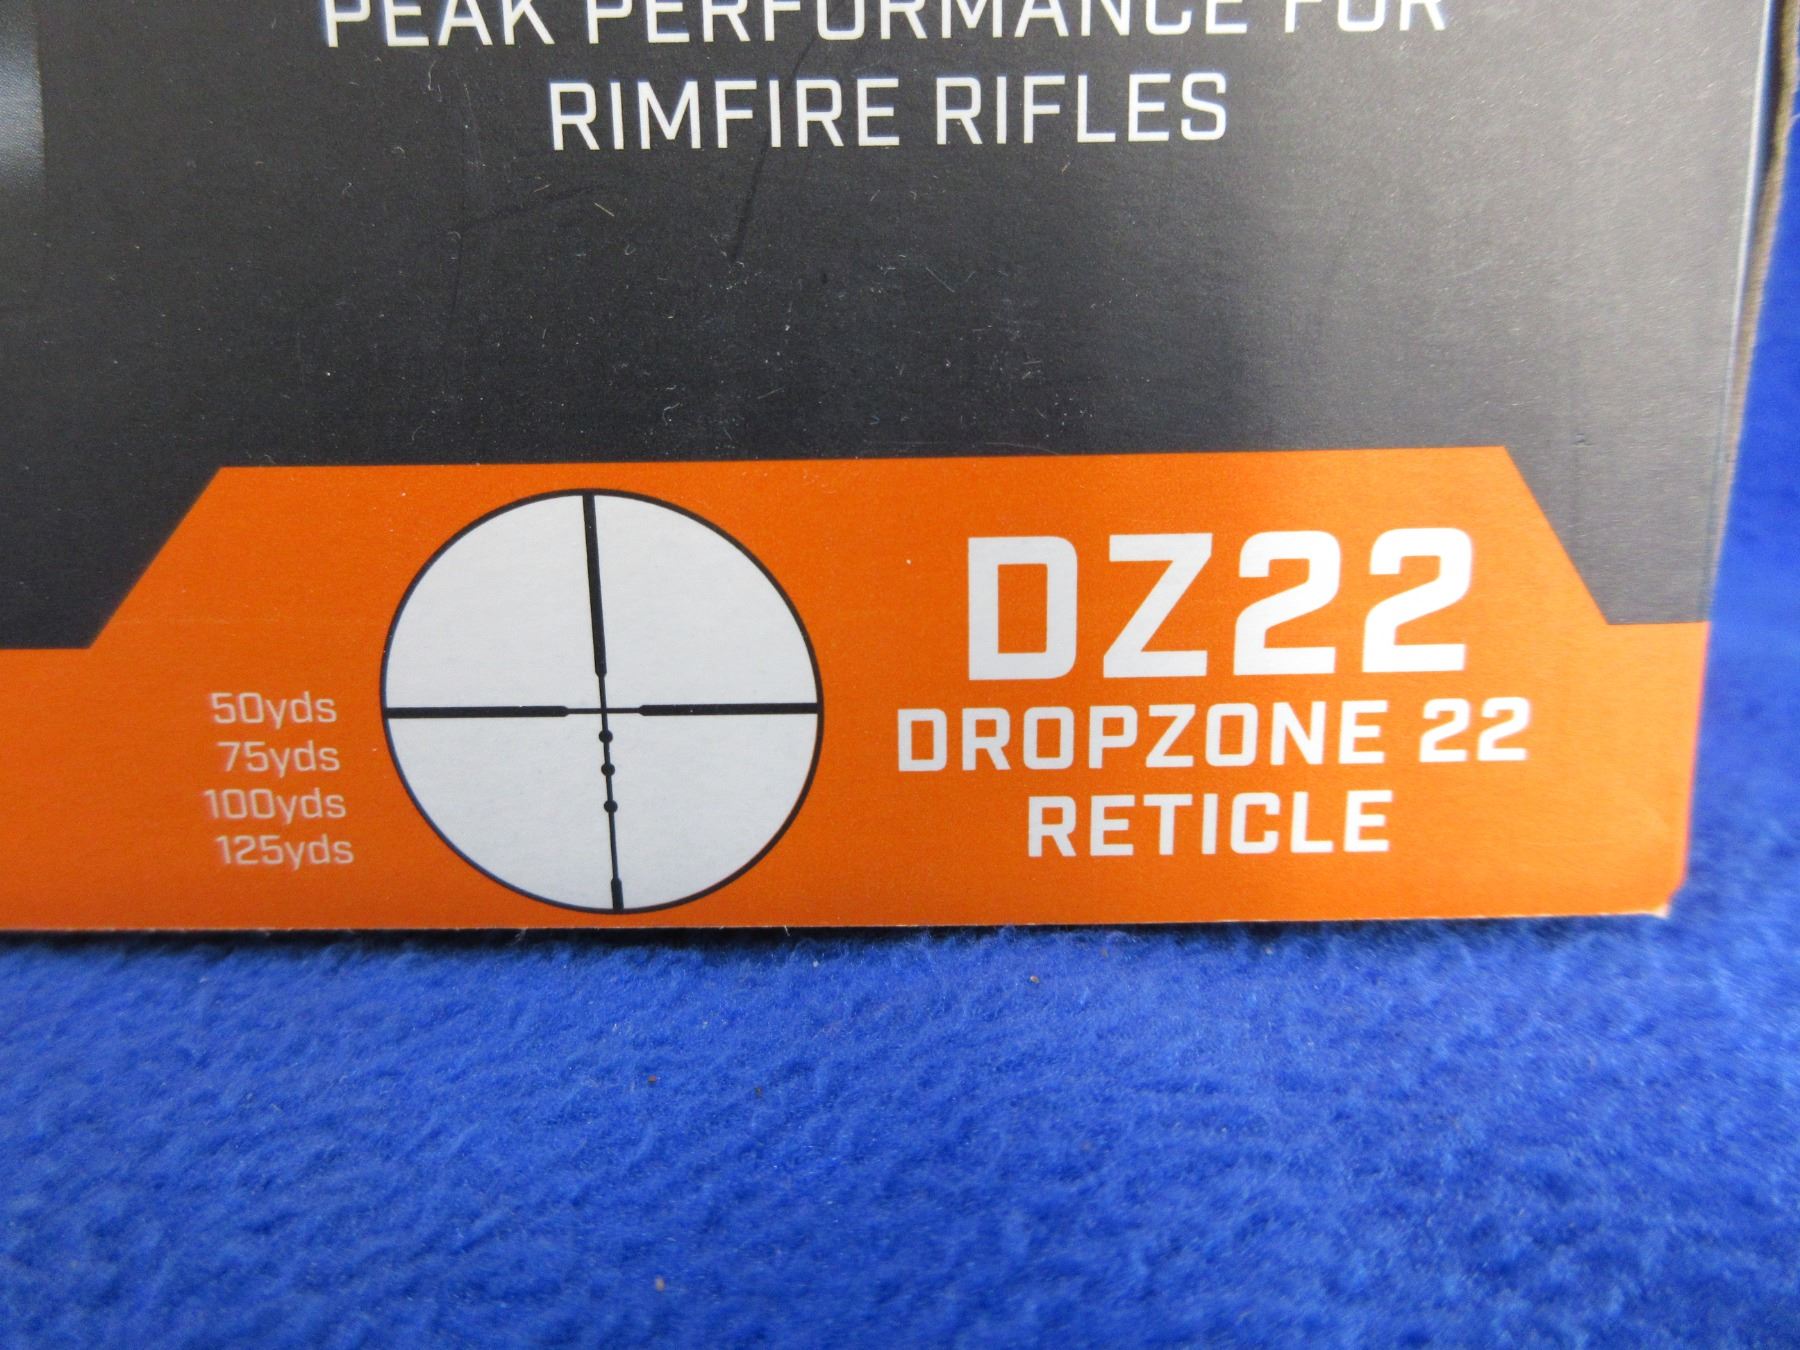 PEAK PERFORMANCE FOR
RIMFIRE RIFLES
50yds
75yds
100yds
125yds
DZ22
DROPZONE 22
RETICLE